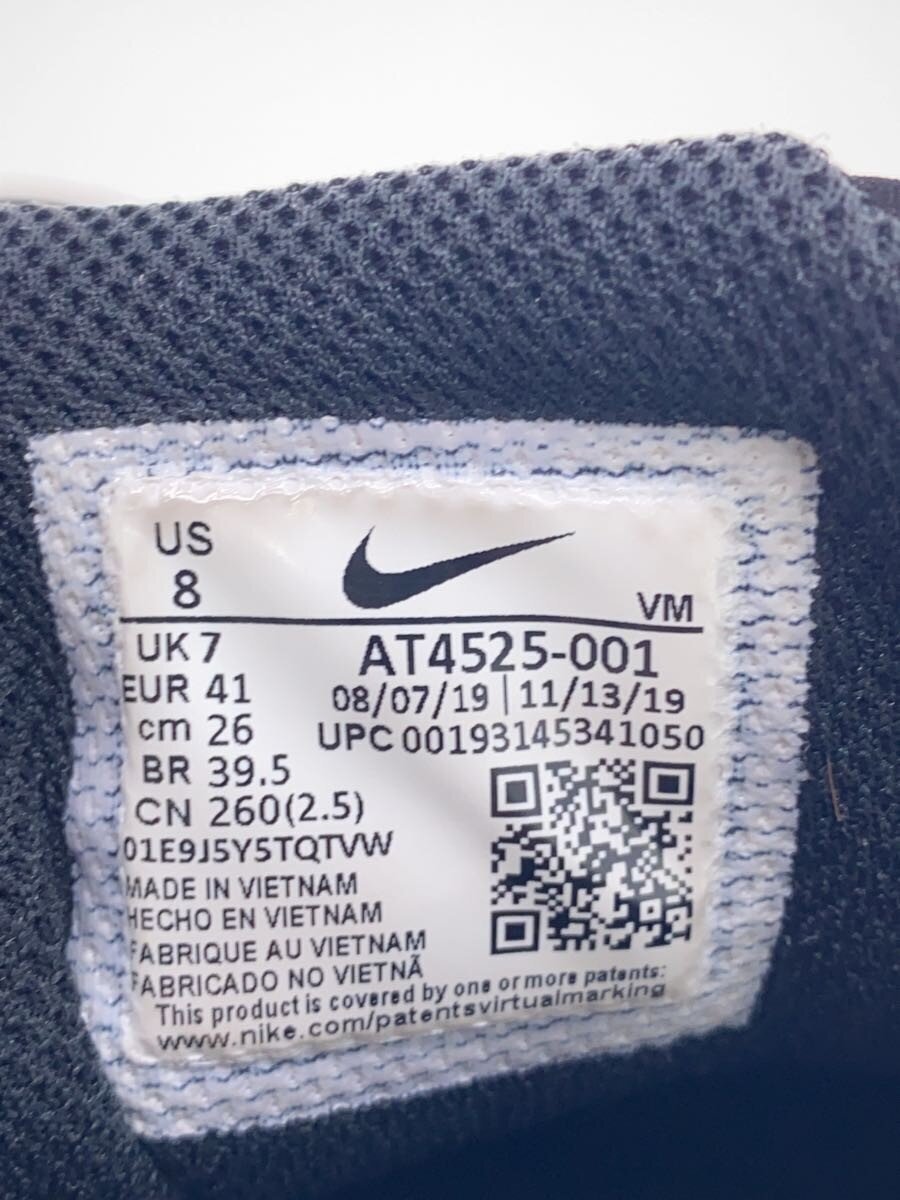 US
8
VM
UK 7
EUR 41
cm 26
BR 39.5
CN 260(2.5)
AT4525-001
08/07/19 | 11/13/19
UPC 00193145341050
01E9J5Y5TQTVW
MADE IN VIETNAM
HECHO EN VIETNAM
FABRIQUE AU VIETNAM
FABRICADO NO VIETNÃ
This product is covered by one or more patents:
www.nike.com/patentsvirtualmarking